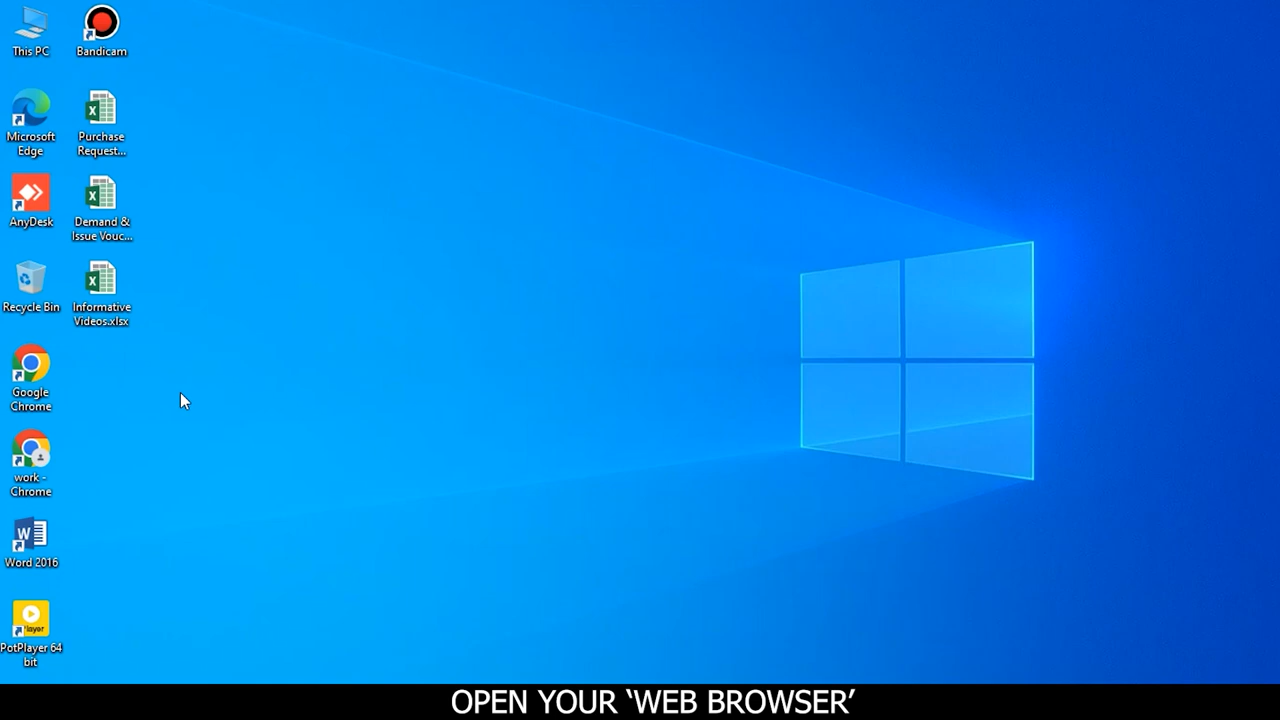 This PC
Bandicam
Microsoft
Edge
Purchase
Request...
AnyDesk
Demand &
Issue Vouc...
Recycle Bin
Informative
Videos.xlsx
Google
Chrome
work -
Chrome
Word 2016
PotPlayer 64
bit
OPEN YOUR ‘WEB BROWSER’